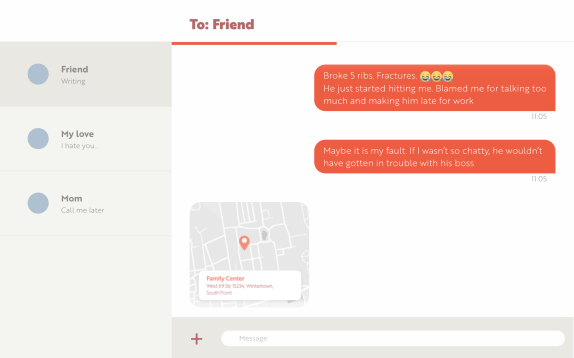 To: Friend
Friend
Writing
My love
I hate you...
Mom
Call me later
Broke 5 ribs. Fractures. 😂😂😂
He just started hitting me. Blamed me for talking too
much and making him late for work
11:05
Maybe it is my fault. If I wasn't so chatty, he wouldn't
have gotten in trouble with his boss
11:05
Family Center
West 69 St. 11234, Wintertown,
South Point
Message